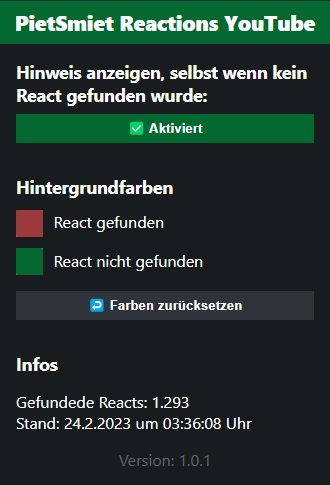 PietSmiet Reactions YouTube
Hinweis anzeigen, selbst wenn kein
React gefunden wurde:
✅ Aktiviert
Hintergrundfarben
React gefunden
React nicht gefunden
↩️ Farben zurücksetzen
Infos
Gefundede Reacts: 1.293
Stand: 24.2.2023 um 03:36:08 Uhr
Version: 1.0.1